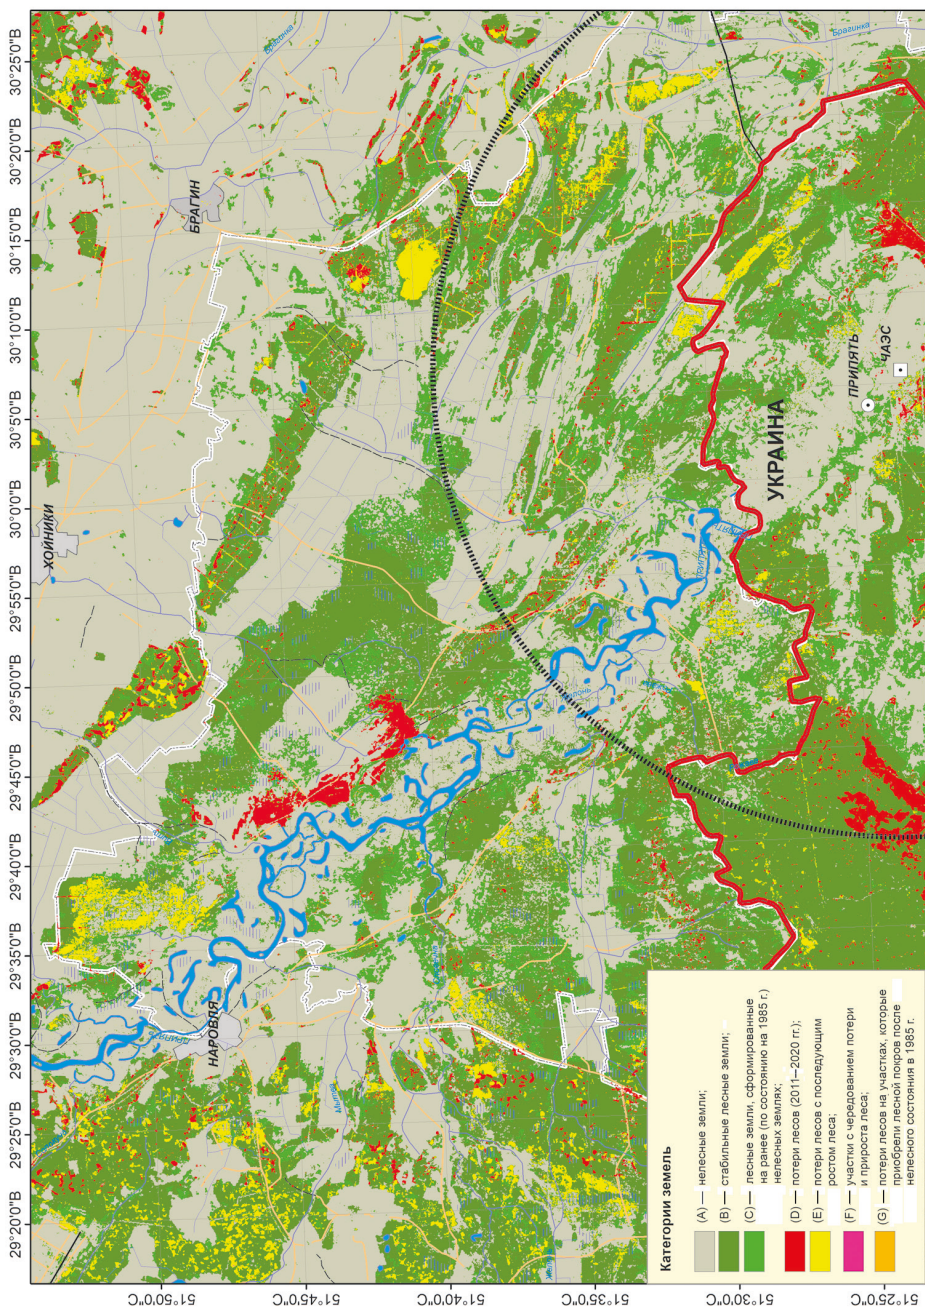 29°20'0"В
29°25'0"В
29°30'0"В
29°35'0"В
29°40'0"В
29°45'0"В
29°50'0"В
29°55'0"В
30°0'0"В
30°5'0"В
30°10'0"В
30°15'0"В
30°20'0"В
30°25'0"В
51°50'0"С
51°45'0"С
51°40'0"С
51°35'0"С
51°30'0"С
51°25'0"С
ХОЙНИКИ
БРАГИН
Брагинка
НАРОВЛЯ
ПРИПЯТЬ
Мытва
Брагинка
УКРАИНА
ПРИПЯТЬ
ЧАЭС
Категории земель
(A) — нелесные земли;
(B) — стабильные лесные земли;
(C) — лесные земли, сформированные
на ранее (по состоянию на 1985 г.)
нелесных землях;
(D) — потери лесов (2011–2020 гг.);
(E) — потери лесов с последующим
ростом леса;
(F) — участки с чередованием потери
и прироста леса;
(G) — потери лесов на участках, которые
приобрели лесной покров после
нелесного состояния в 1985 г.